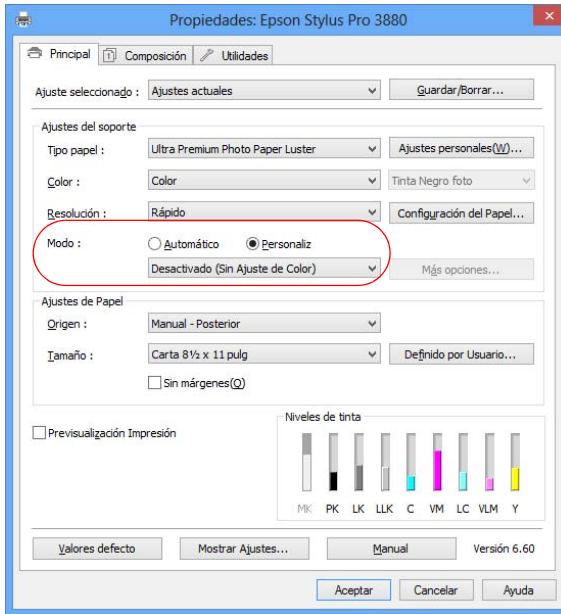 Propiedades: Epson Stylus Pro 3880
Principal Composición Utilidades
Ajuste seleccionado : Ajustes actuales Guardar/Borrar...
Ajustes del soporte
Tipo papel : Ultra Premium Photo Paper Luster Ajustes personales(W)...
Color : Color Tinta Negro foto
Resolución : Rápido Configuración del Papel...
Modo : Automático Personaliz
Desactivado (Sin Ajuste de Color) Más opciones...
Ajustes de Papel
Origen : Manual - Posterior
Tamaño : Carta 8½ x 11 pulg Definido por Usuario...
Sin márgenes(O)
Niveles de tinta
Previsualización Impresión
MK PK LK LLK C VM LC VLM Y
Valores defecto Mostrar Ajustes... Manual Versión 6.60
Aceptar Cancelar Ayuda